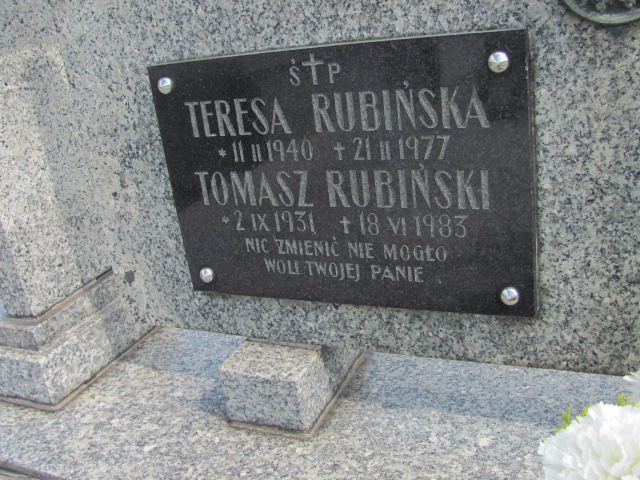 Ś✝P
TERESA RUBIŃSKA
* 11 II 1940 ✝ 21 II 1977
TOMASZ RUBIŃSKI
* 2 IX 1931 ✝ 18 VI 1983
NIC ZMIENIĆ NIE MOGŁO
WOLI TWOJEJ PANIE